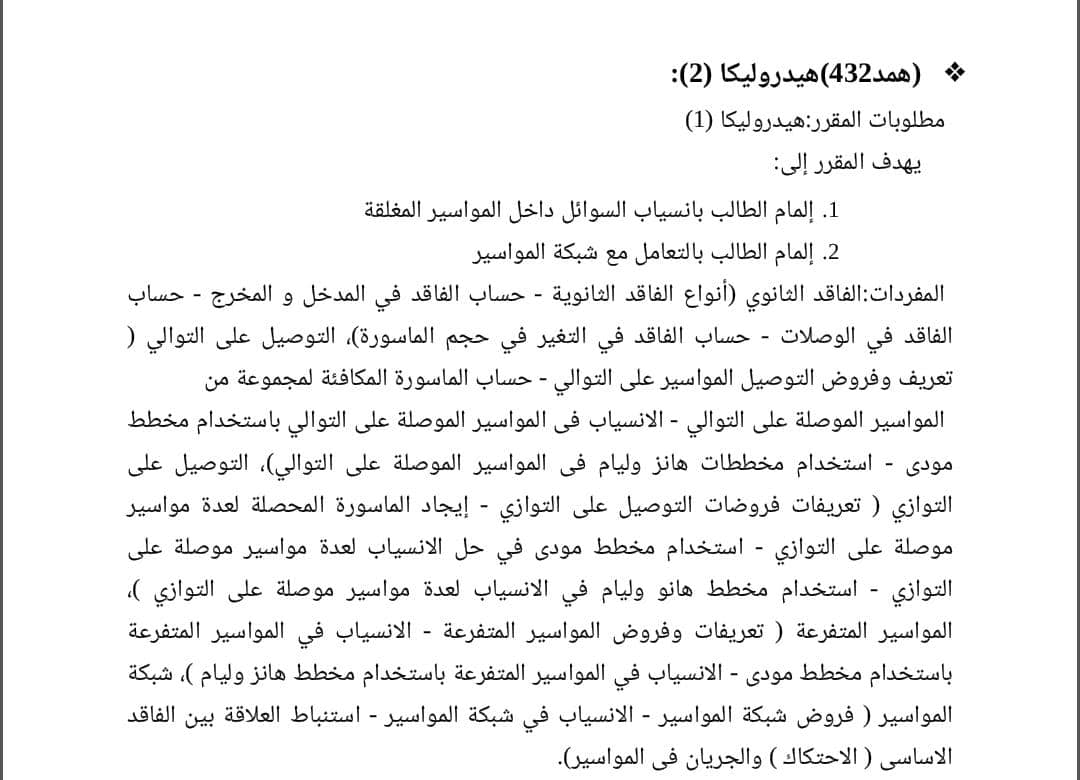 ❖ (همد432)هيدروليكا (2):
مطلوبات المقرر:هيدروليكا (1)
يهدف المقرر إلى:
1. إلمام الطالب بانسياب السوائل داخل المواسير المغلقة
2. إلمام الطالب بالتعامل مع شبكة المواسير
المفردات:الفاقد الثانوي (أنواع الفاقد الثانوية - حساب الفاقد في المدخل و المخرج - حساب
الفاقد في الوصلات - حساب الفاقد في التغير في حجم الماسورة)، التوصيل على التوالي (
تعريف وفروض التوصيل المواسير على التوالي - حساب الماسورة المكافئة لمجموعة من
المواسير الموصلة على التوالي - الانسياب فى المواسير الموصلة على التوالي باستخدام مخطط
مودى - استخدام مخططات هانز وليام فى المواسير الموصلة على التوالي)، التوصيل على
التوازي ( تعريفات فروضات التوصيل على التوازي - إيجاد الماسورة المحصلة لعدة مواسير
موصلة على التوازي - استخدام مخطط مودى في حل الانسياب لعدة مواسير موصلة على
التوازي - استخدام مخطط هانو وليام في الانسياب لعدة مواسير موصلة على التوازي )،
المواسير المتفرعة ( تعريفات وفروض المواسير المتفرعة - الانسياب في المواسير المتفرعة
باستخدام مخطط مودى - الانسياب في المواسير المتفرعة باستخدام مخطط هانز وليام )، شبكة
المواسير ( فروض شبكة المواسير - الانسياب في شبكة المواسير - استنباط العلاقة بين الفاقد
الاساسى ( الاحتكاك ) والجريان فى المواسير).